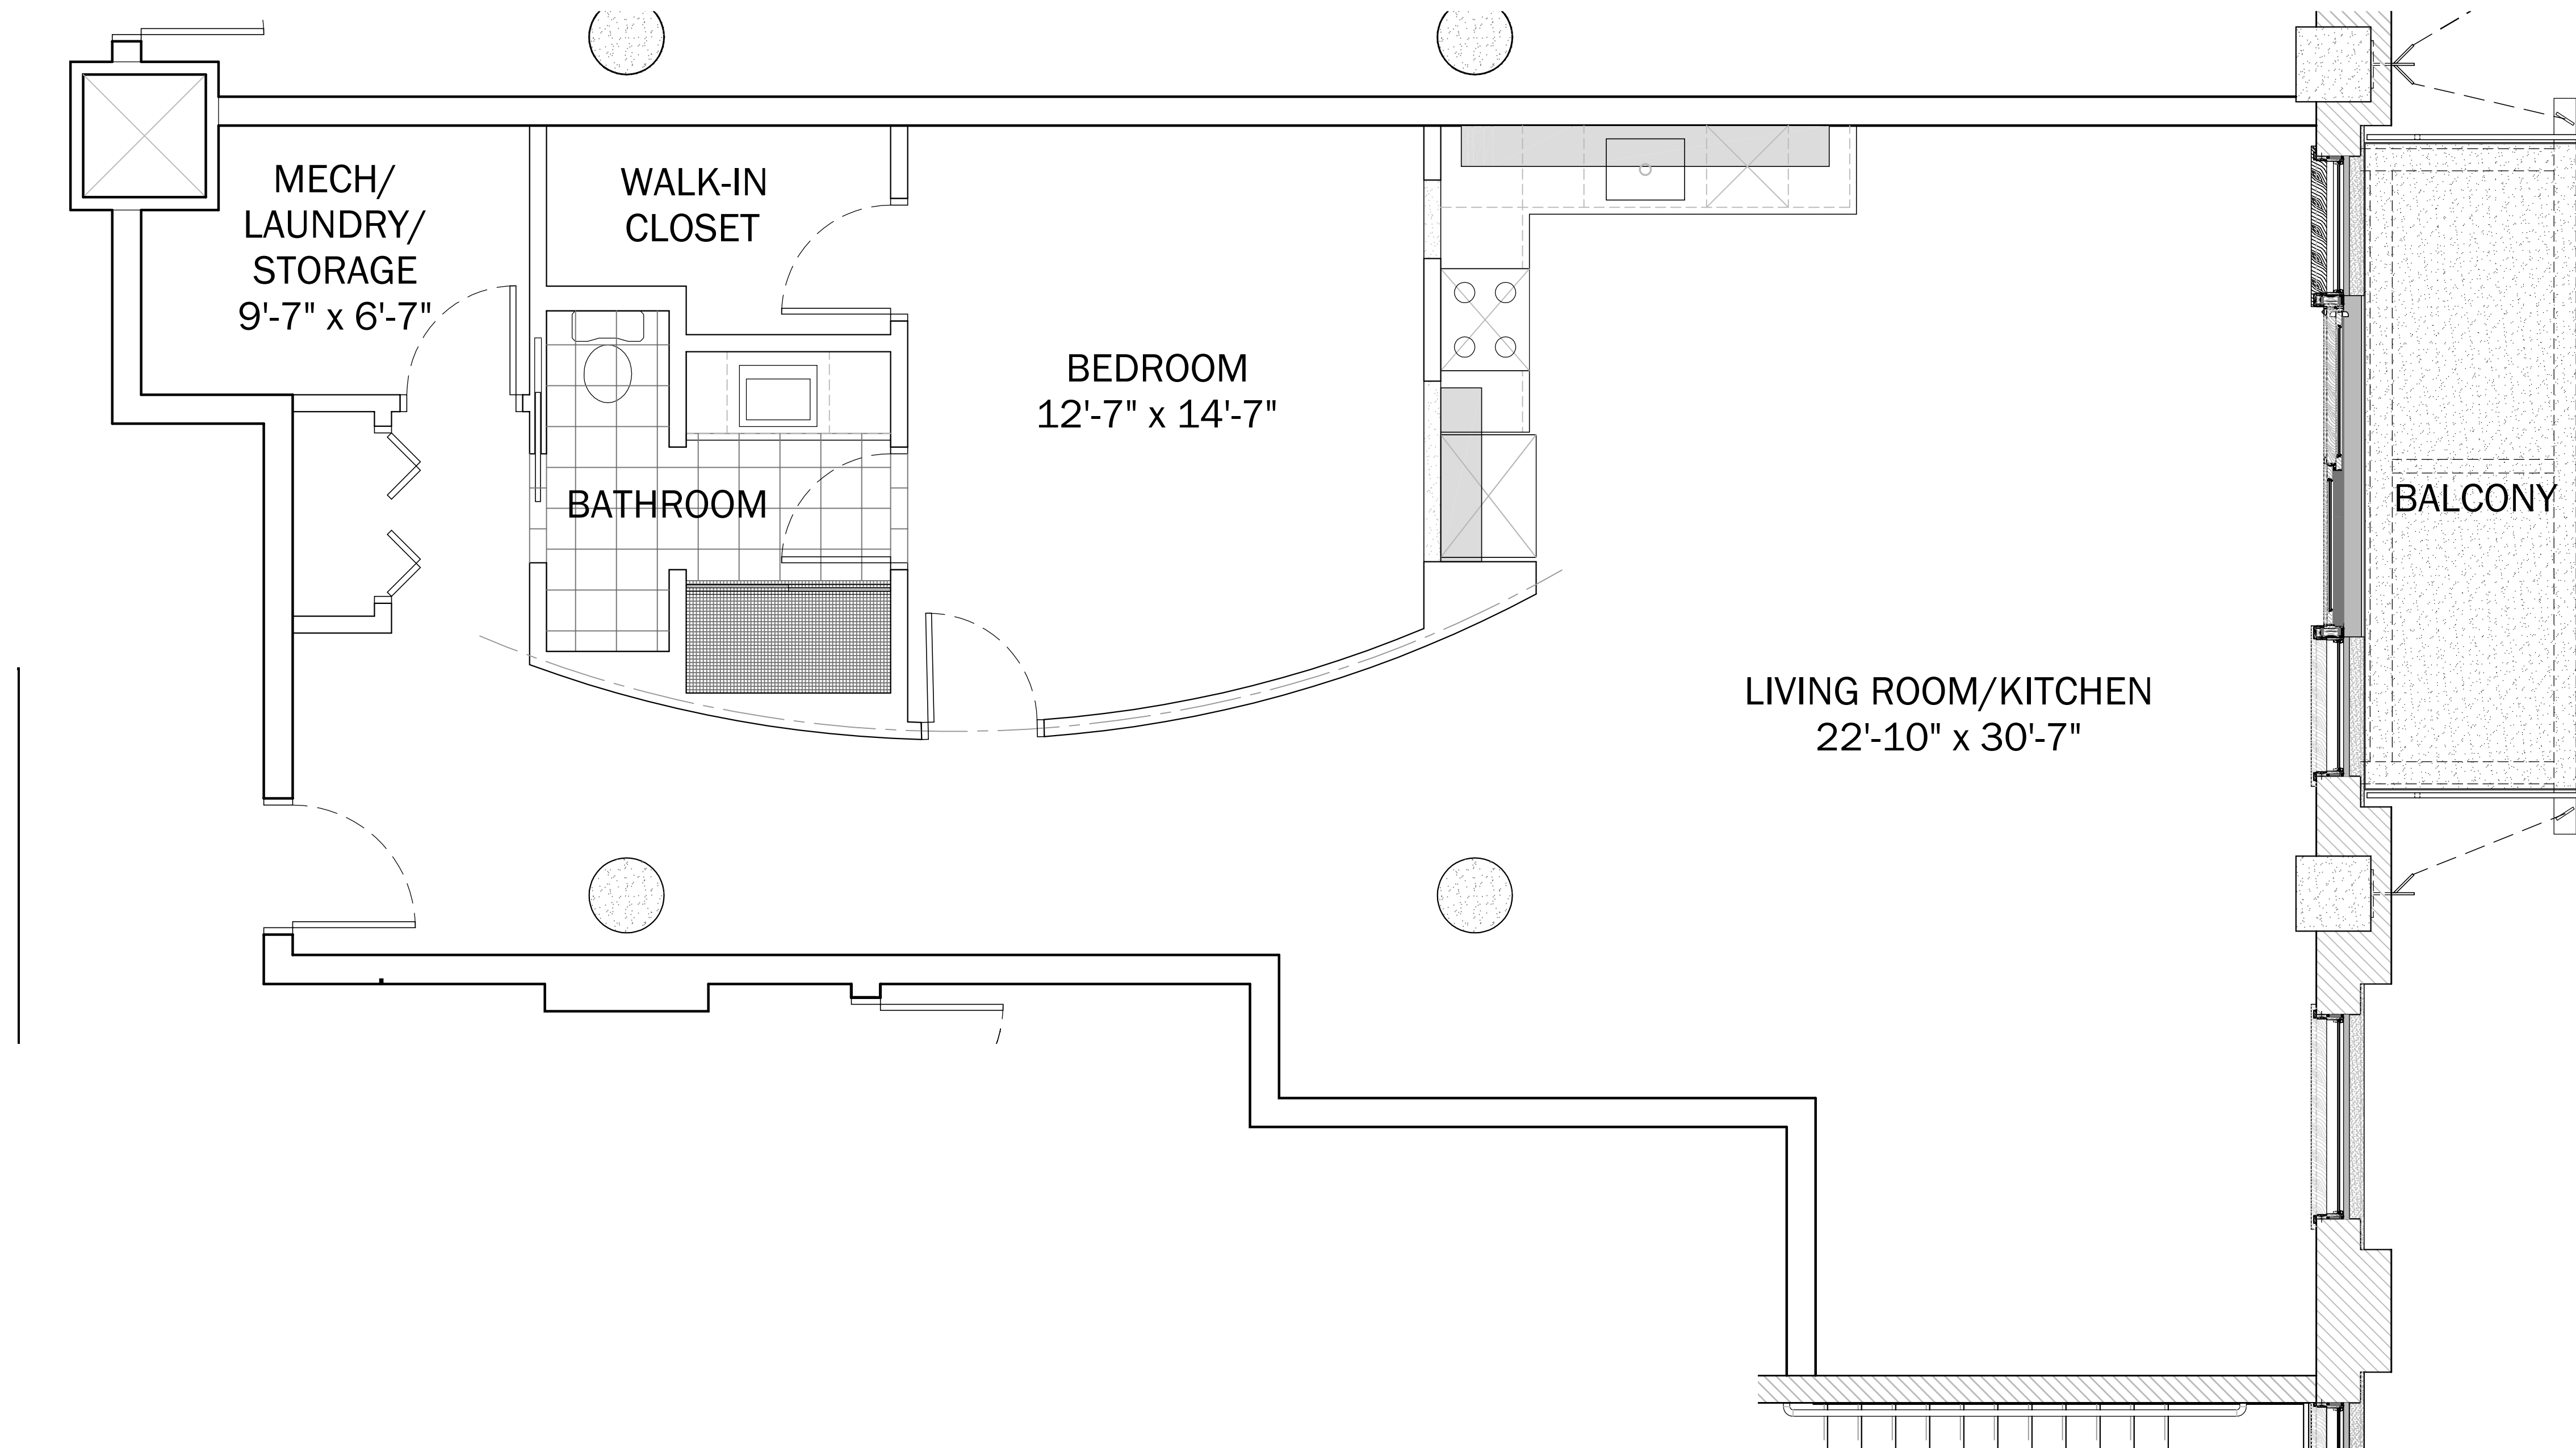 MECH/
LAUNDRY/
STORAGE
9'-7" x 6'-7"
WALK-IN
CLOSET
BATHROOM
BEDROOM
12'-7" x 14'-7"
LIVING ROOM/KITCHEN
22'-10" x 30'-7"
BALCONY